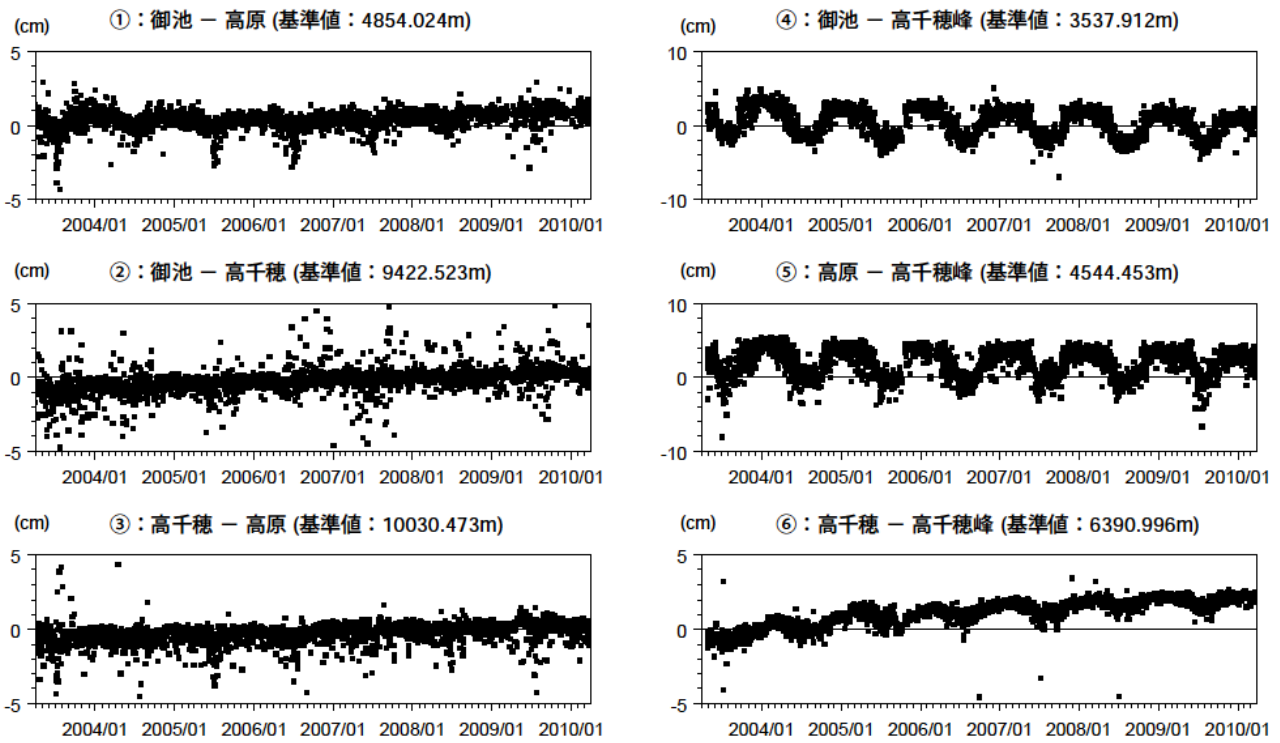 (cm) ①：御池 － 高原 (基準値：4854.024m)
5
0
-5
2004/01 2005/01 2006/01 2007/01 2008/01 2009/01 2010/01
(cm) ②：御池 － 高千穂 (基準値：9422.523m)
5
0
-5
2004/01 2005/01 2006/01 2007/01 2008/01 2009/01 2010/01
(cm) ③：高千穂 － 高原 (基準値：10030.473m)
5
0
-5
2004/01 2005/01 2006/01 2007/01 2008/01 2009/01 2010/01
(cm) ④：御池 － 高千穂峰 (基準値：3537.912m)
10
0
-10
2004/01 2005/01 2006/01 2007/01 2008/01 2009/01 2010/01
(cm) ⑤：高原 － 高千穂峰 (基準値：4544.453m)
10
0
-10
2004/01 2005/01 2006/01 2007/01 2008/01 2009/01 2010/01
(cm) ⑥：高千穂 － 高千穂峰 (基準値：6390.996m)
5
0
-5
2004/01 2005/01 2006/01 2007/01 2008/01 2009/01 2010/01